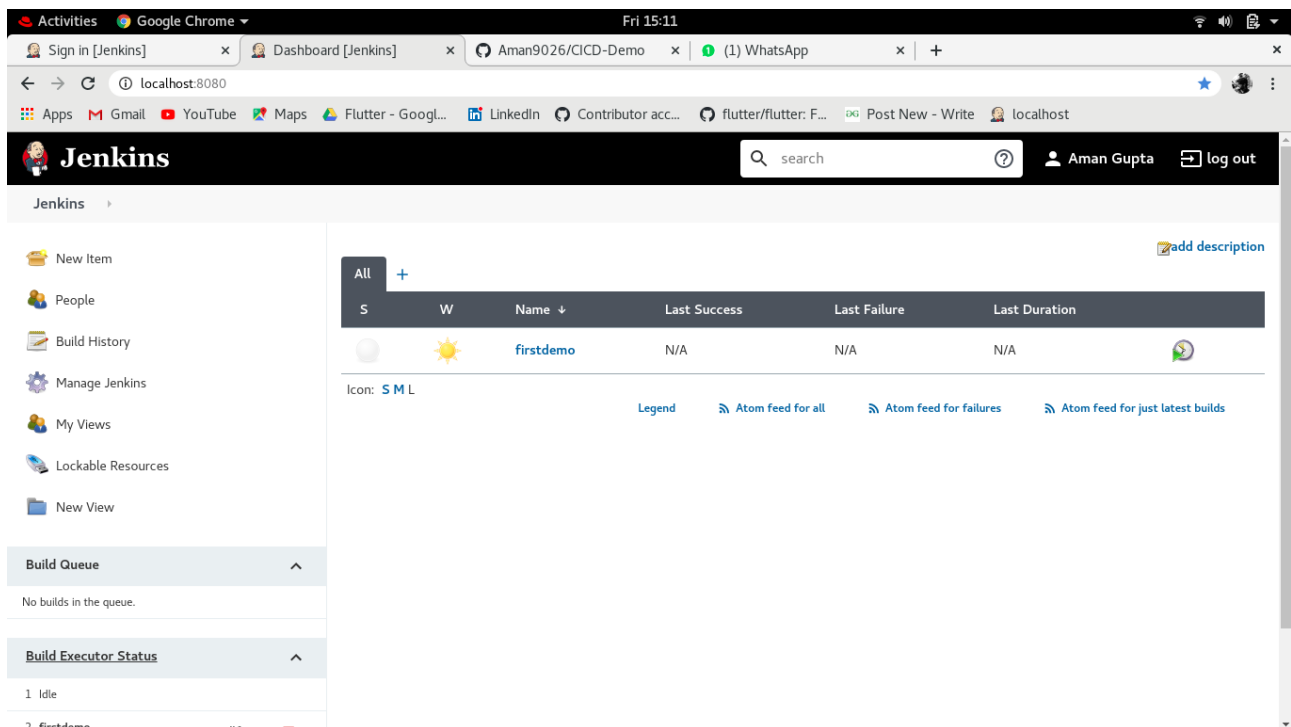 Activities Google Chrome Fri 15:11
Sign in [Jenkins] Dashboard [Jenkins] Aman9026/CICD-Demo (1) WhatsApp
localhost:8080
Apps Gmail YouTube Maps Flutter - Googl... LinkedIn Contributor acc... flutter/flutter: F... Post New - Write localhost
Jenkins search Aman Gupta log out
Jenkins
add description
New Item
People
Build History
Manage Jenkins
My Views
Lockable Resources
New View
All +
S W Name ↓ Last Success Last Failure Last Duration
firstdemo N/A N/A N/A
Icon: S M L
Legend Atom feed for all Atom feed for failures Atom feed for just latest builds
Build Queue
No builds in the queue.
Build Executor Status
1 Idle
2 firstdemo